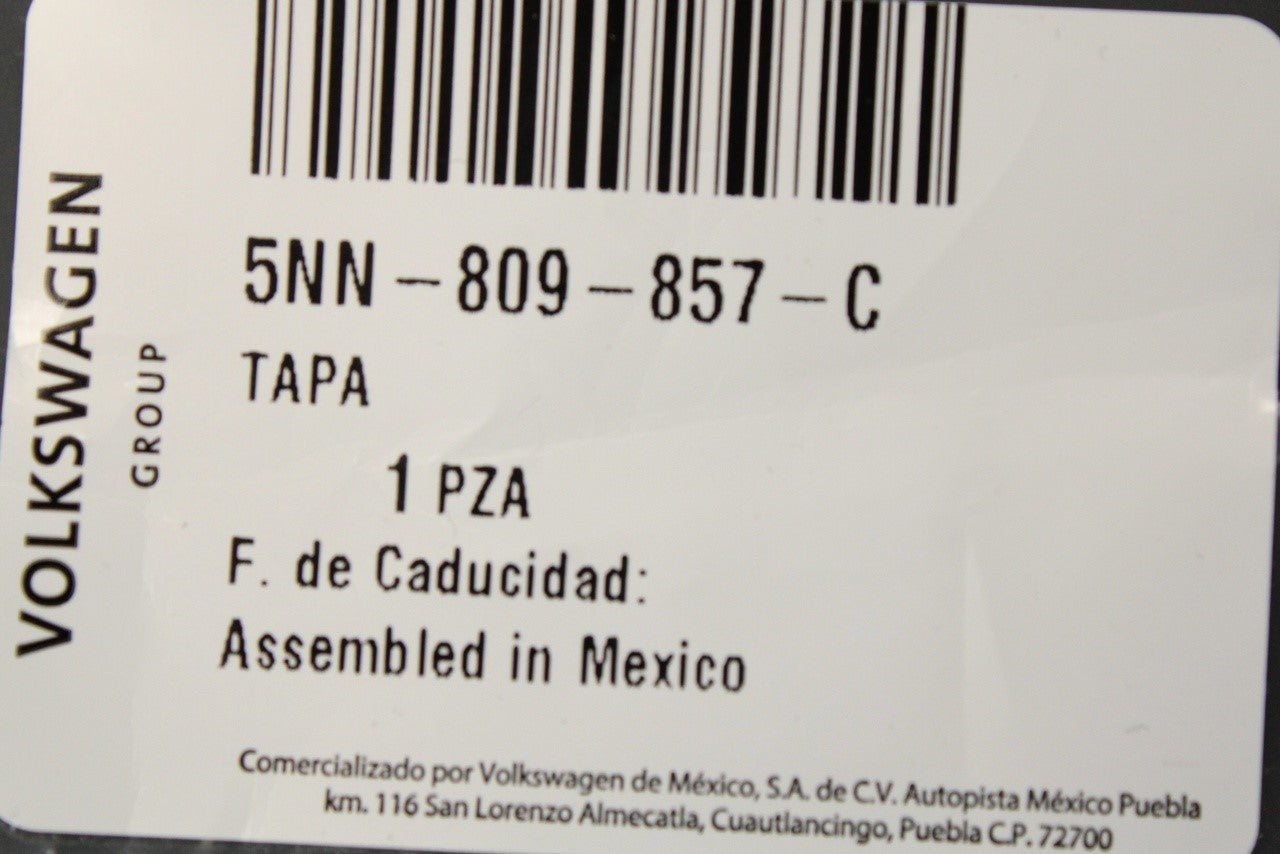 VOLKSWAGEN
GROUP
5NN-809-857-C
TAPA
1 PZA
F. de Caducidad:
Assembled in Mexico
Comercializado por Volkswagen de México, S.A. de C.V. Autopista México Puebla
km. 116 San Lorenzo Almecatla, Cuautlancingo, Puebla C.P. 72700